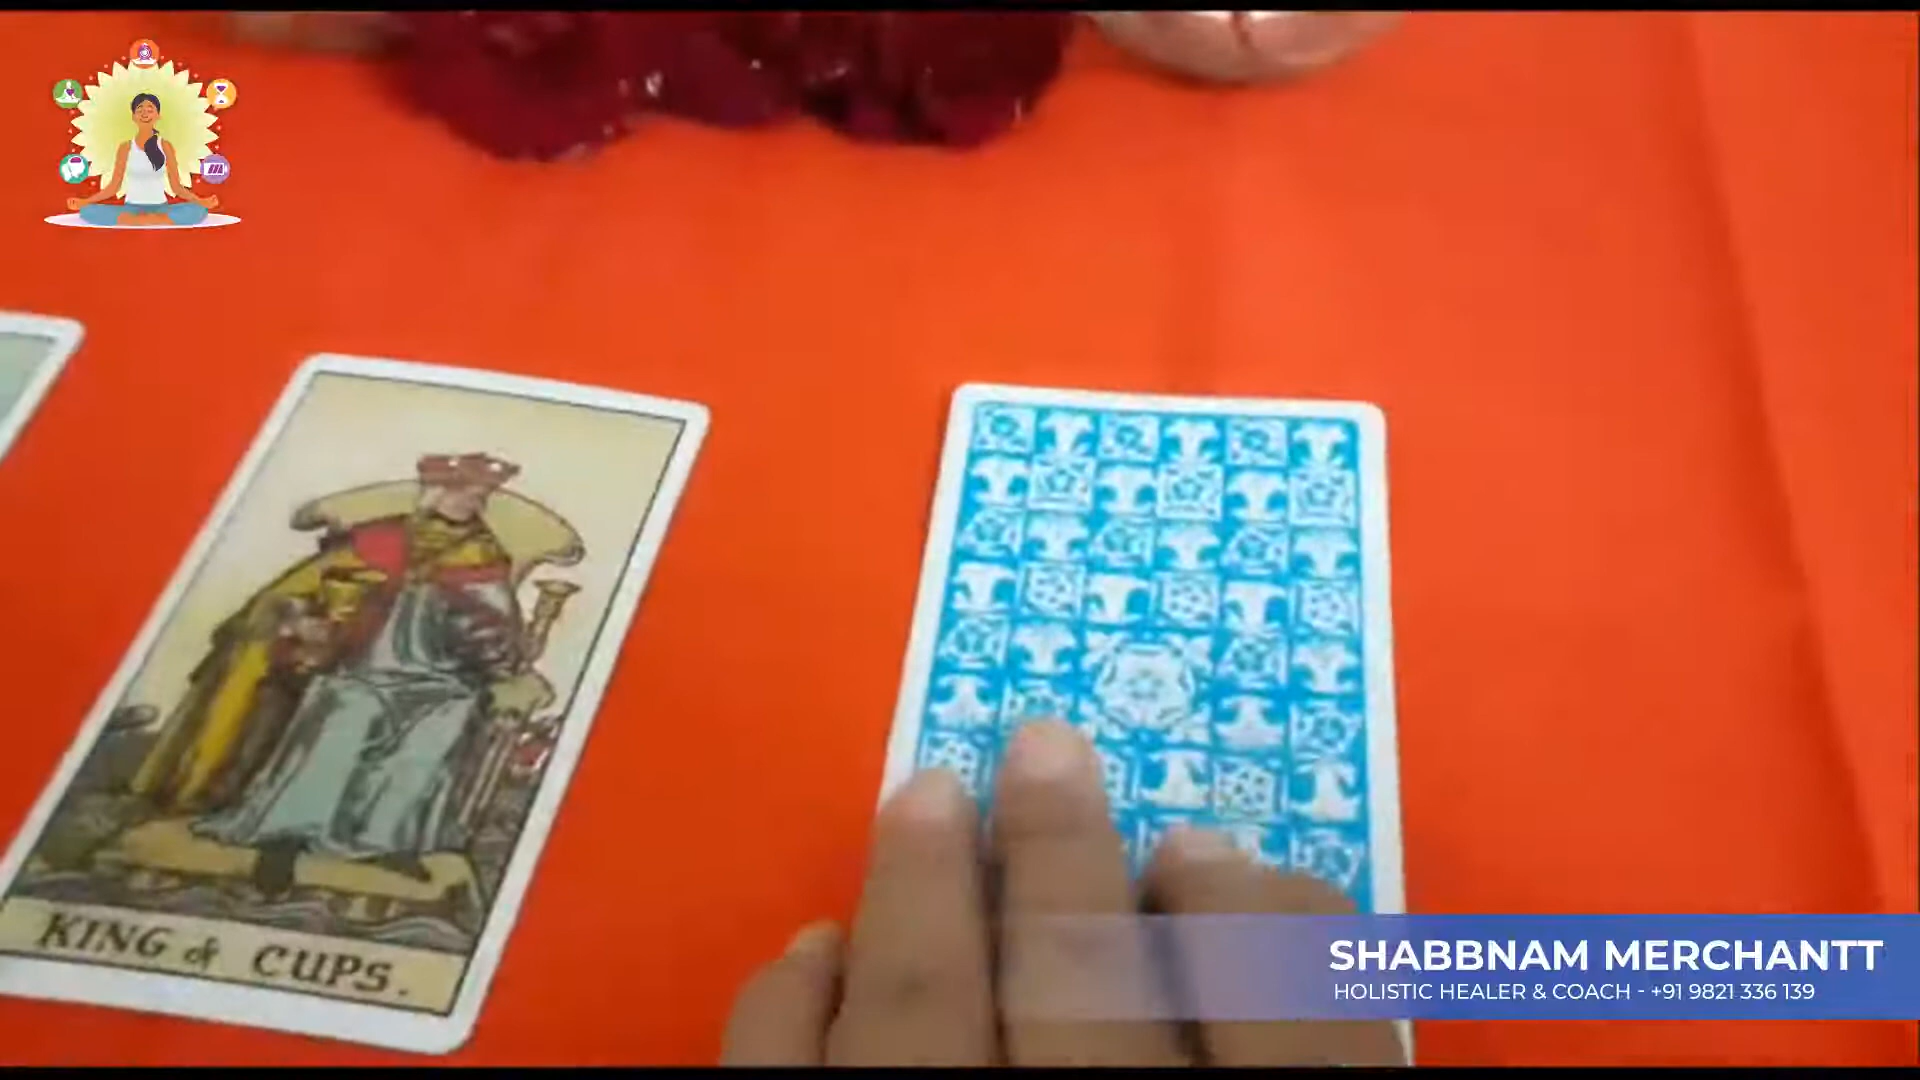 KING of CUPS.
SHABBNAM MERCHANTT
HOLISTIC HEALER & COACH - +91 9821 336 139